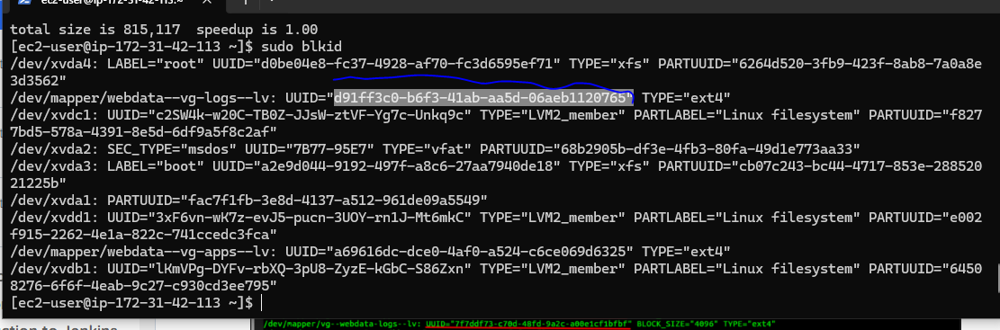 ec2-user@ip-172-31-42-113:~
total size is 815,117  speedup is 1.00
[ec2-user@ip-172-31-42-113 ~]$ sudo blkid
/dev/xvda4: LABEL="root" UUID="d0be04e8-fc37-4928-af70-fc3d6595ef71" TYPE="xfs" PARTUUID="6264d520-3fb9-423f-8ab8-7a0a8e
3d3562"
/dev/mapper/webdata--vg-logs--lv: UUID="d91ff3c0-b6f3-41ab-aa5d-06aeb1120765" TYPE="ext4"
/dev/xvdc1: UUID="c2SW4k-w20C-TB0Z-JJsW-ztVF-Yg7c-Unkq9c" TYPE="LVM2_member" PARTLABEL="Linux filesystem" PARTUUID="f827
7bd5-578a-4391-8e5d-6df9a5f8c2af"
/dev/xvda2: SEC_TYPE="msdos" UUID="7B77-95E7" TYPE="vfat" PARTUUID="68b2905b-df3e-4fb3-80fa-49d1e773aa33"
/dev/xvda3: LABEL="boot" UUID="a2e9d044-9192-497f-a8c6-27aa7940de18" TYPE="xfs" PARTUUID="cb07c243-bc44-4717-853e-288520
21225b"
/dev/xvda1: PARTUUID="fac7f1fb-3e8d-4137-a512-961de09a5549"
/dev/xvdd1: UUID="3xF6vn-wK7z-evJ5-pucn-3UOY-rn1J-Mt6mkC" TYPE="LVM2_member" PARTLABEL="Linux filesystem" PARTUUID="e002
f915-2262-4e1a-822c-741ccedc3fca"
/dev/mapper/webdata--vg-apps--lv: UUID="a69616dc-dce0-4af0-a524-c6ce069d6325" TYPE="ext4"
/dev/xvdb1: UUID="lKmVPg-DYFv-rbXQ-3pU8-ZyzE-kGbC-S86Zxn" TYPE="LVM2_member" PARTLABEL="Linux filesystem" PARTUUID="6450
8276-6f6f-4eab-9c27-c930cd3ee795"
[ec2-user@ip-172-31-42-113 ~]$
/dev/mapper/vg--webdata-logs--lv: UUID="7f7ddf73-c70d-48fd-9a2c-a00e1cf1bfbf" BLOCK_SIZE="4096" TYPE="ext4"